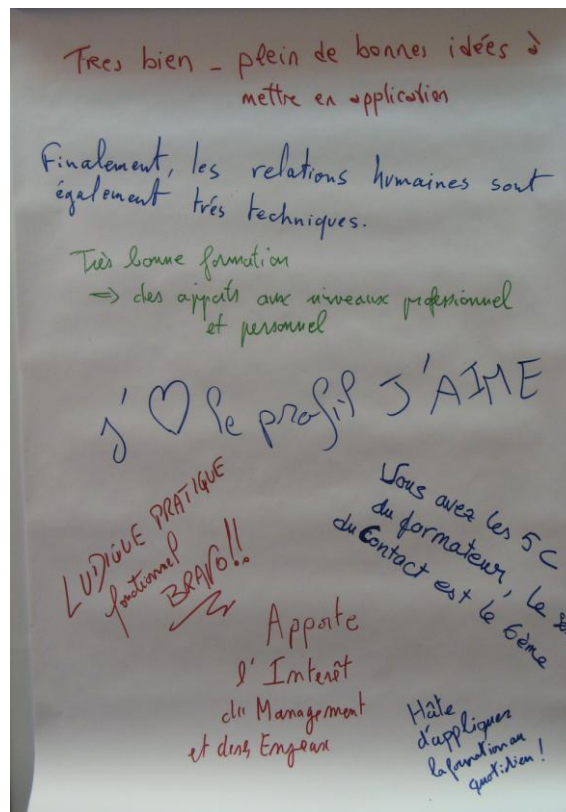 Tres bien - plein de bonnes idées à
mettre en application
Finalement, les relations humaines sont
également très techniques.
Très bonne formation
=> des apports aux niveaux professionnel
et personnel
J'♡ le profil J'AIME
LUDIQUE PRATIQUE
fonctionnel
BRAVO!!
Vous avez les 5 C
du formateur, le
du Contact est le 6ème
Apporte
l'Interêt
du Management
et des Enjeux
Hâte
d'appliquer
la formation au
quotidien !